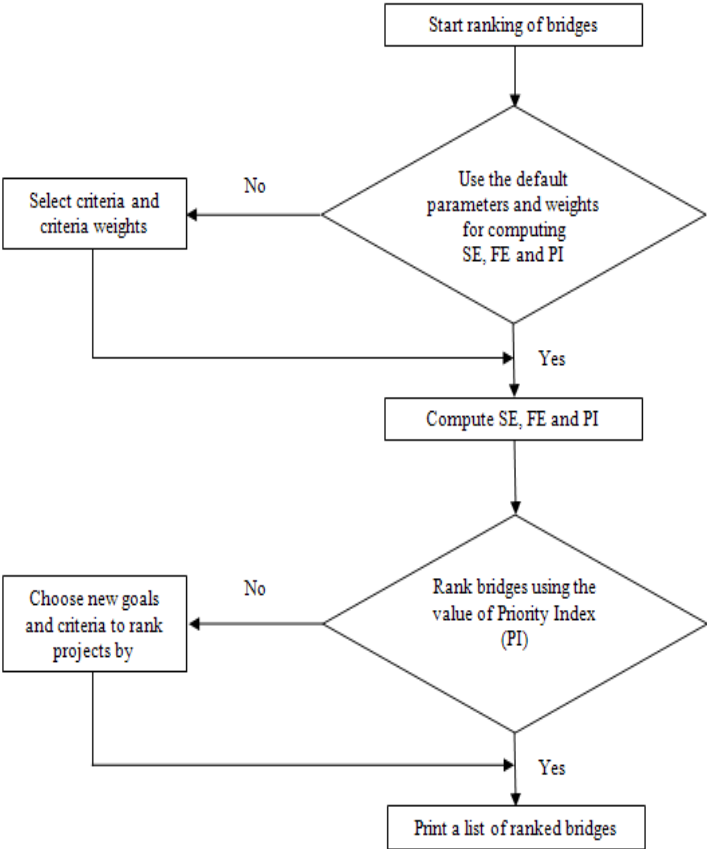 Start ranking of bridges
Use the default
parameters and weights
for computing
SE, FE and PI
No
Select criteria and
criteria weights
Yes
Compute SE, FE and PI
Rank bridges using the
value of Priority Index
(PI)
No
Choose new goals
and criteria to rank
projects by
Yes
Print a list of ranked bridges